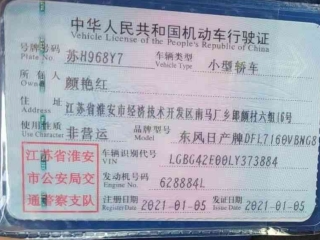 中华人民共和国机动车行驶证
Vehicle License of the People's Republic of China
号牌号码 苏H968Y7 车辆类型 小型轿车
Plate No. Vehicle Type
所有人 颜艳红
Owner
住址 江苏省淮安市经济技术开发区南马厂乡郎颜村六组16号
Address
使用性质 非营运 品牌型号 东风日产牌DFL7160VBNG8
江苏省淮安
市公安局交
通警察支队
车辆识别代号 LGBG42E00LY373884
VIN
发动机号码 628884L
Engine No.
注册日期 2021-01-05 发证日期 2021-01-05
Register Date Issue Date